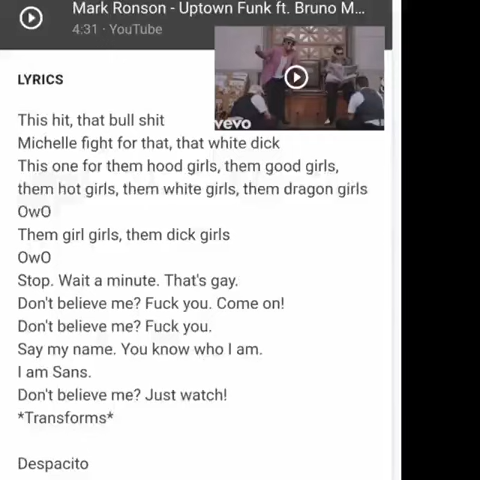 Mark Ronson - Uptown Funk ft. Bruno M...
4:31 · YouTube
LYRICS
vevo
This hit, that bull shit
Michelle fight for that, that white dick
This one for them hood girls, them good girls,
them hot girls, them white girls, them dragon girls
OwO
Them girl girls, them dick girls
OwO
Stop. Wait a minute. That's gay.
Don't believe me? Fuck you. Come on!
Don't believe me? Fuck you.
Say my name. You know who I am.
I am Sans.
Don't believe me? Just watch!
*Transforms*
Despacito